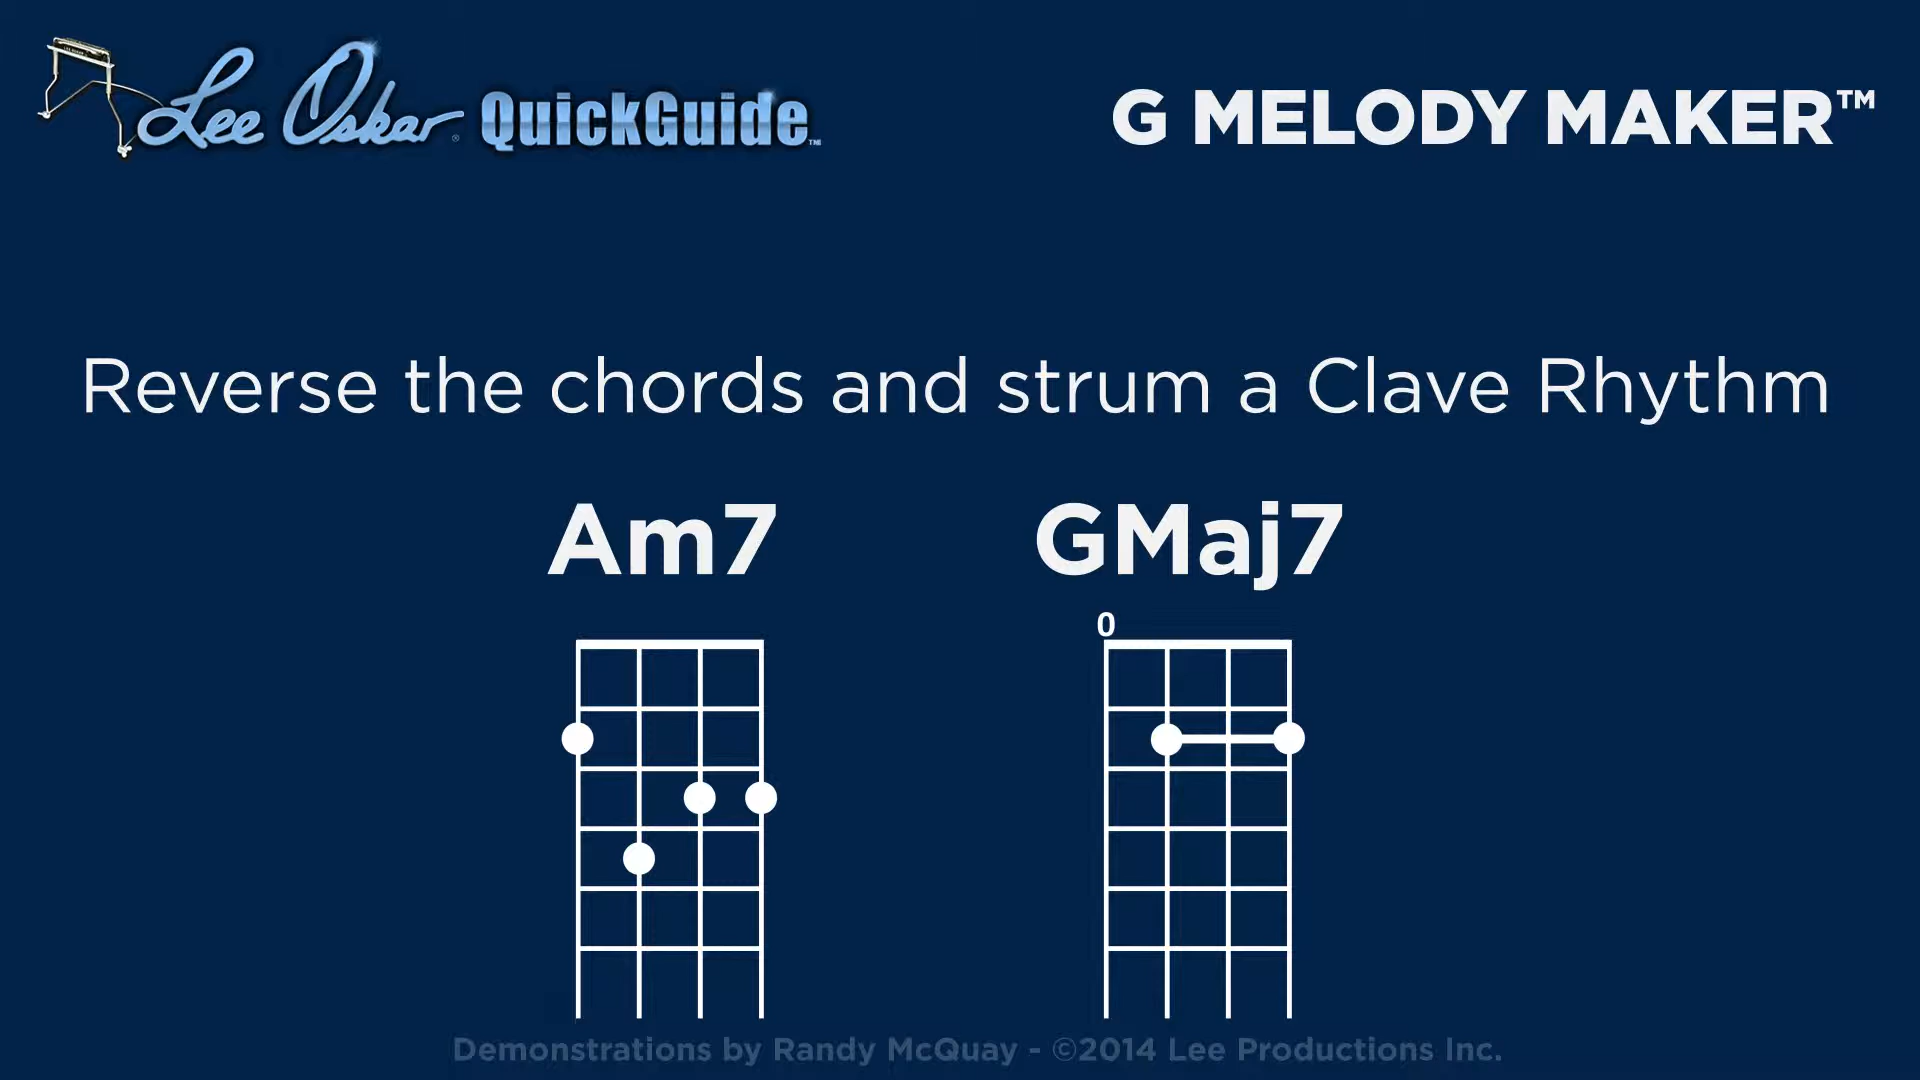 Lee Oskar® QuickGuide™
G MELODY MAKER™
Reverse the chords and strum a Clave Rhythm
Am7 GMaj7
0
Demonstrations by Randy McQuay - ©2014 Lee Productions Inc.